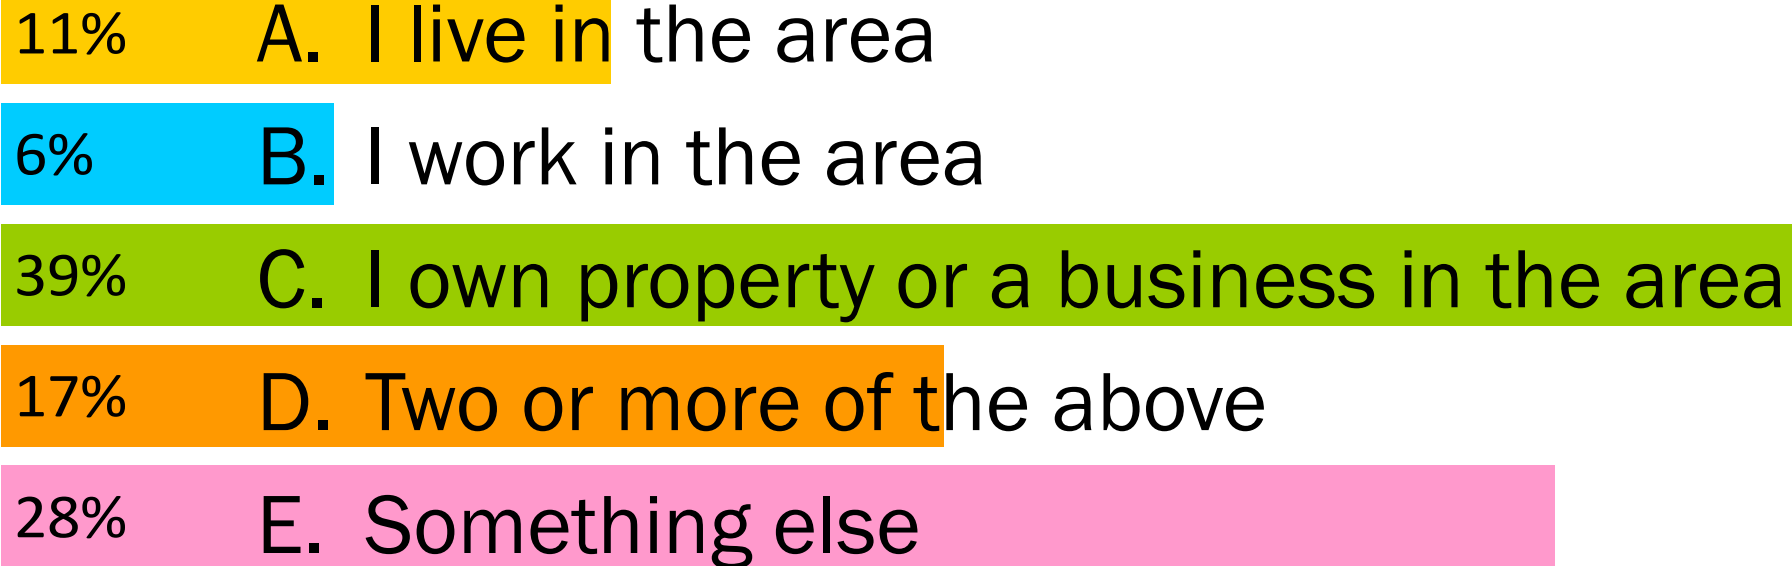 11% A. I live in the area
6% B. I work in the area
39% C. I own property or a business in the area
17% D. Two or more of the above
28% E. Something else